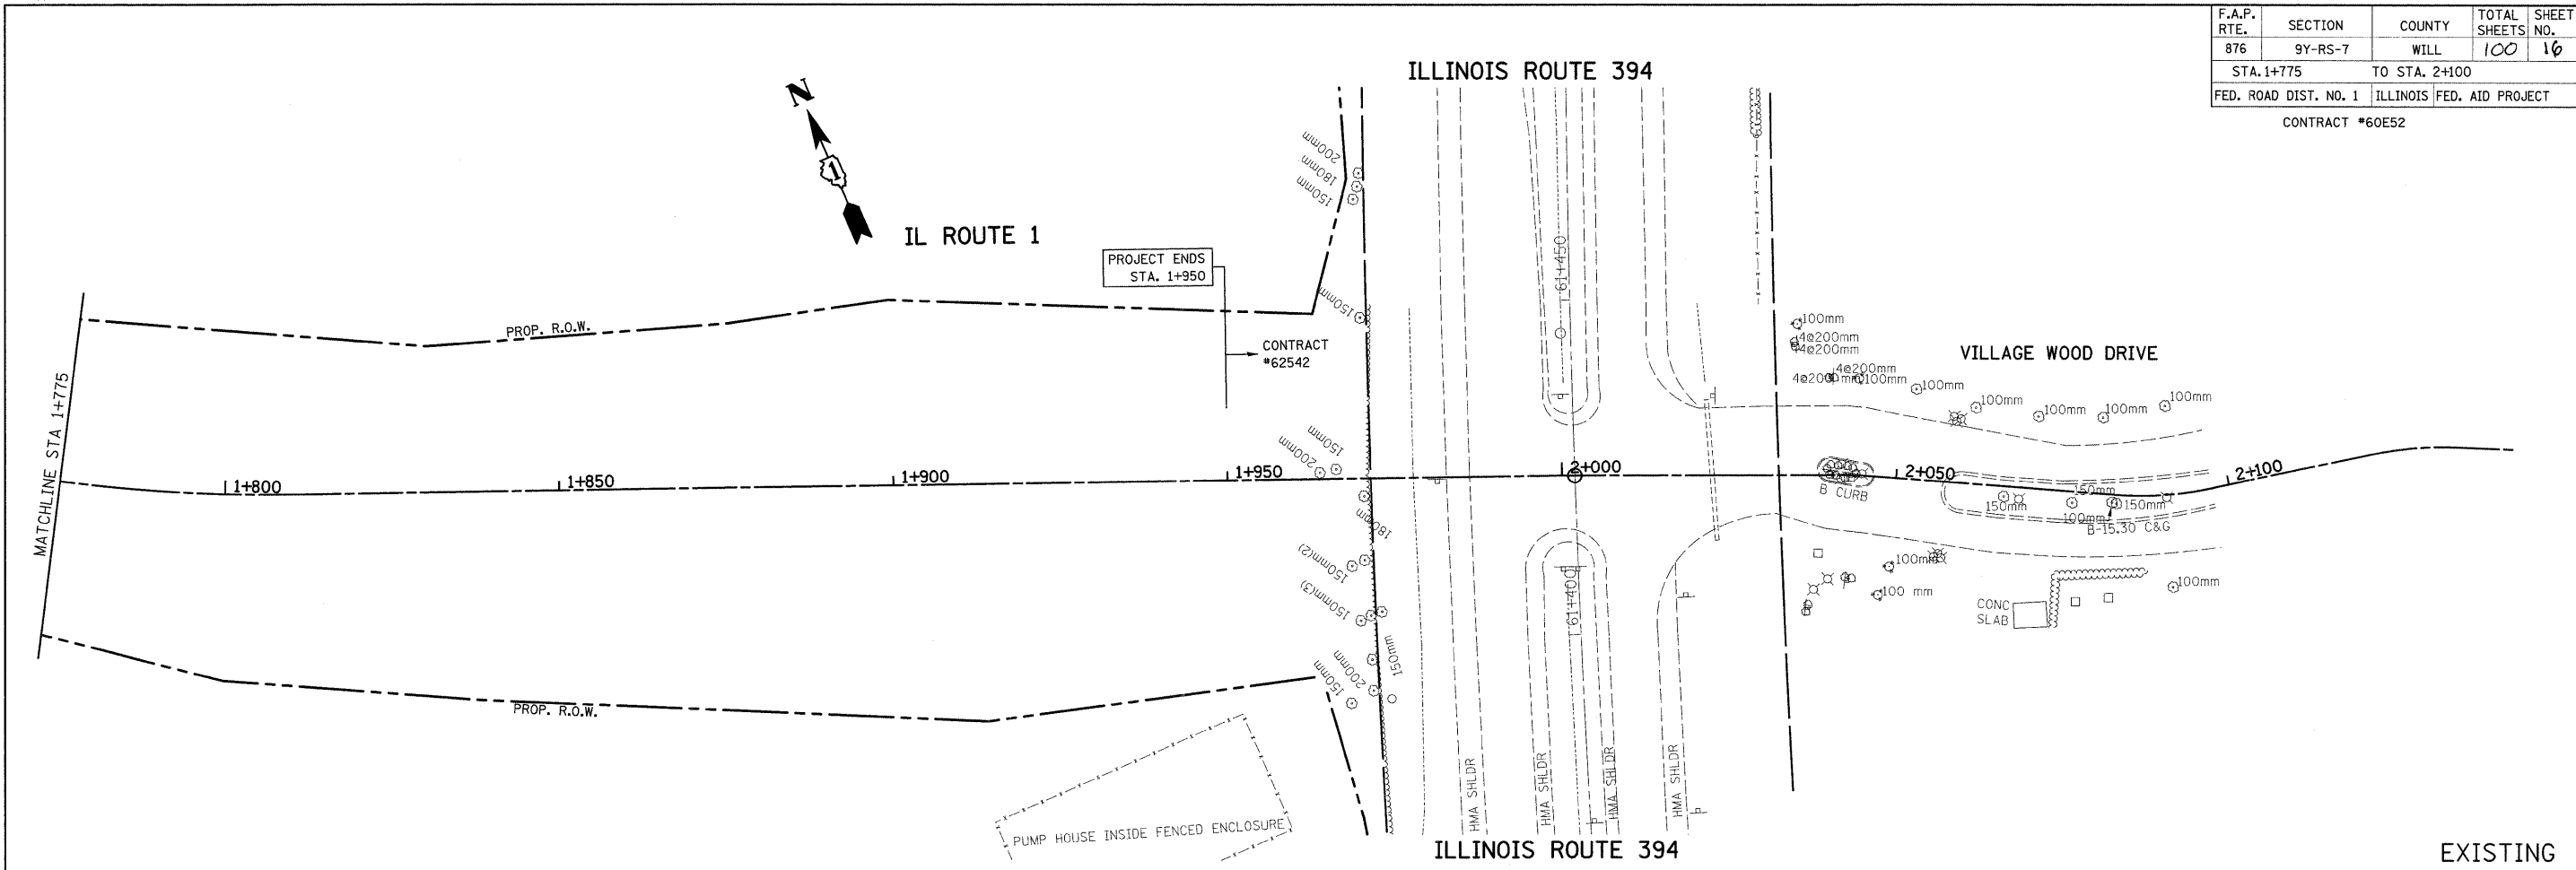 F.A.P. RTE. SECTION COUNTY TOTAL SHEETS SHEET NO.
876 9Y-RS-7 WILL 100 16
STA. 1+775 TO STA. 2+100
FED. ROAD DIST. NO. 1 ILLINOIS FED. AID PROJECT
CONTRACT #60E52
ILLINOIS ROUTE 394
N
1
IL ROUTE 1
200mm
180mm
150mm
PROJECT ENDS
STA. 1+950
CONTRACT
#62542
61+450
150mm
PROP. R.O.W.
MATCHLINE STA 1+775
100mm
4@200mm
4@200mm
4@200mm
4@200mm
100mm
VILLAGE WOOD DRIVE
100mm
100mm
100mm
100mm
100mm
150mm
200mm
1+800
1+850
1+900
1+950
2+000
2+050
2+100
B CURB
150mm
150mm
100mm
150mm
B-15.30 C&G
180mm
150mm(2)
150mm(3)
61+400
100mm
100 mm
100mm
CONC
SLAB
150mm
200mm
150mm
PROP. R.O.W.
HMA SHLDR
HMA SHLDR
HMA SHLDR
HMA SHLDR
PUMP HOUSE INSIDE FENCED ENCLOSURE
ILLINOIS ROUTE 394
EXISTING